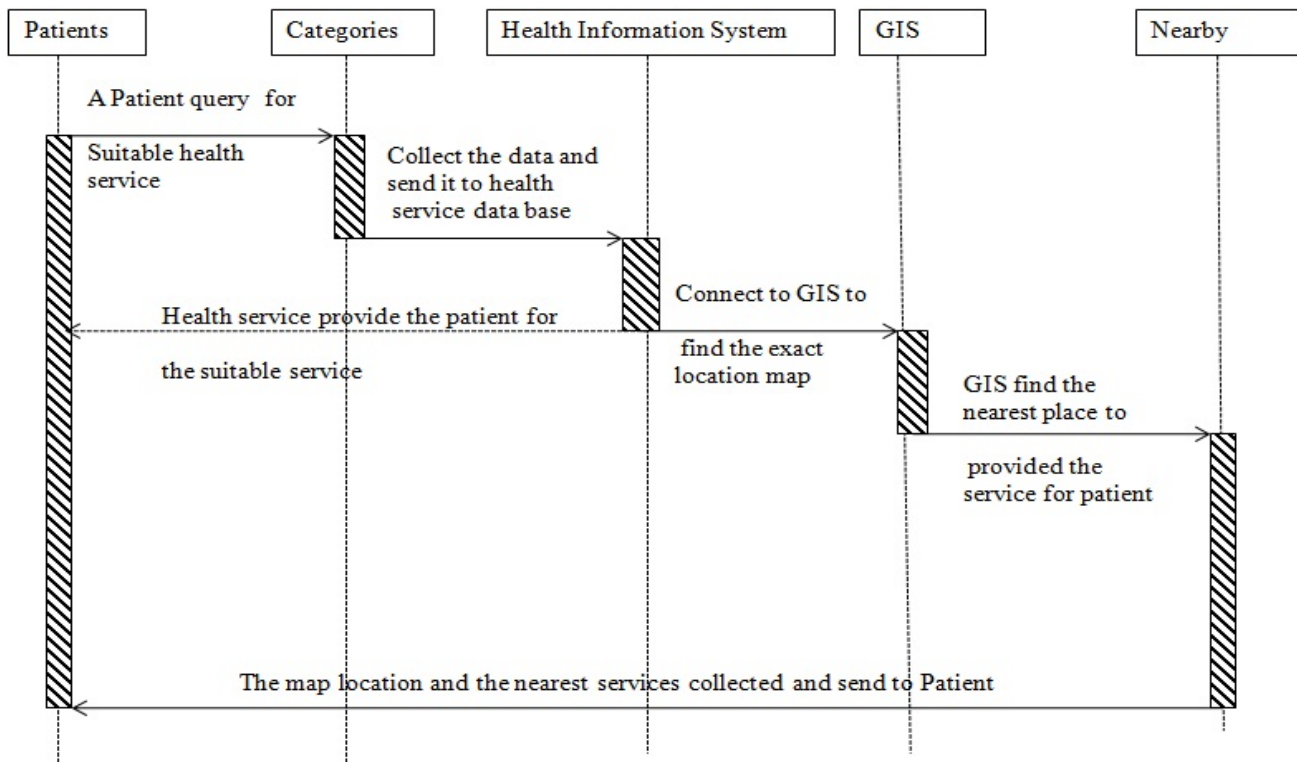 Patients
Categories
Health Information System
GIS
Nearby
A Patient query for
Suitable health
service
Collect the data and
send it to health
service data base
Connect to GIS to
find the exact
location map
Health service provide the patient for
the suitable service
GIS find the
nearest place to
provided the
service for patient
The map location and the nearest services collected and send to Patient